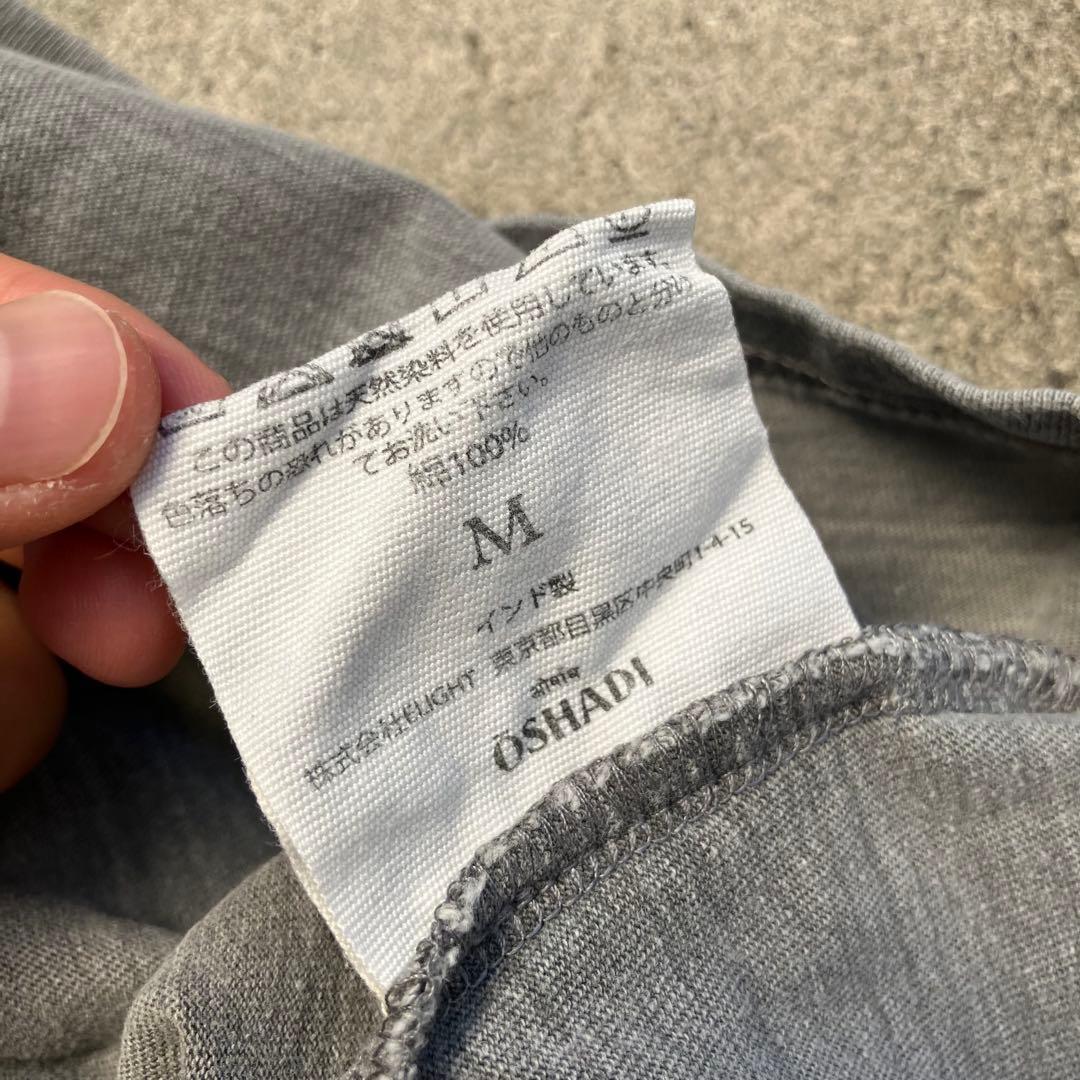 この商品は天然染料を使用しています。
色落ちの恐れがありますので他のものと分け
てお洗い下さい。
綿100%
M
インド製
株式会社ELIGHT 東京都目黒区中央町1-4-15
OSHADI